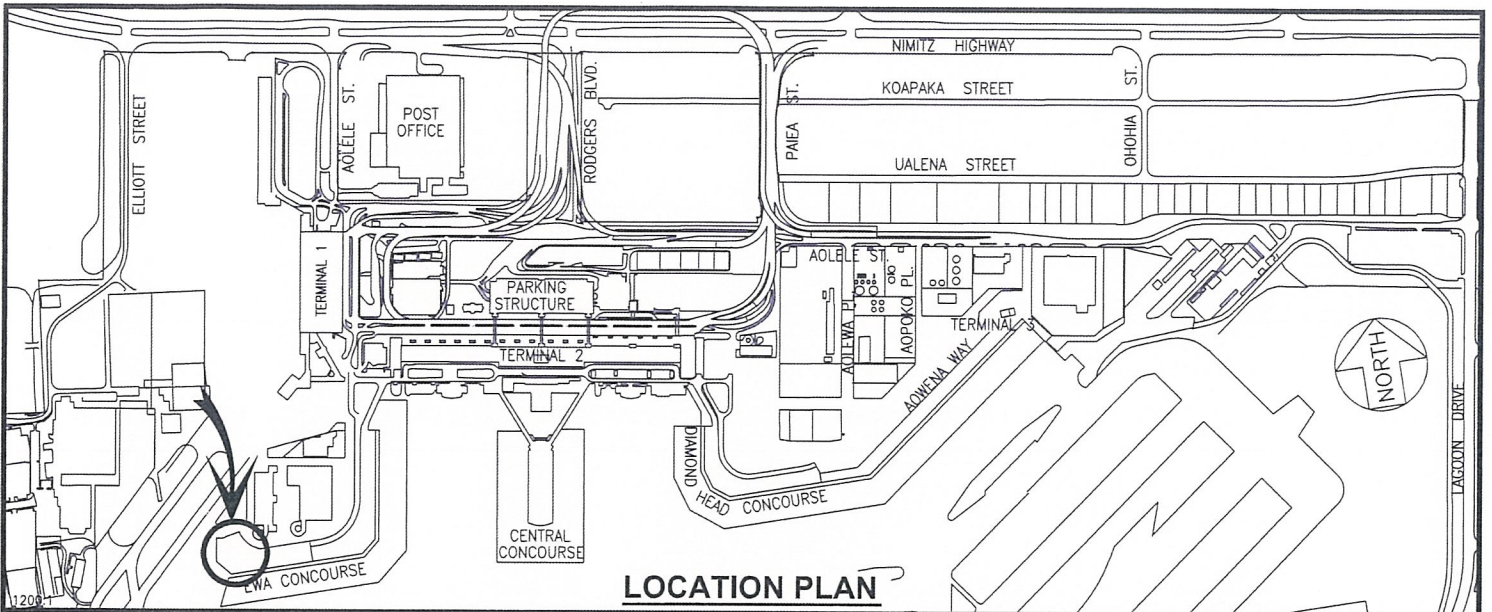 NIMITZ HIGHWAY
KOAPAKA STREET
UALENA STREET
ELLIOTT STREET
AOLELE ST.
POST
OFFICE
RODGERS BLVD.
PAIEA ST.
OHOHIA ST.
TERMINAL 1
PARKING
STRUCTURE
TERMINAL 2
AOLELE ST.
AOLEWA
AOPOKO PL.
TERMINAL 3
AOWENA WAY
NORTH
LAGOON DRIVE
DIAMOND HEAD CONCOURSE
CENTRAL
CONCOURSE
EWA CONCOURSE
LOCATION PLAN